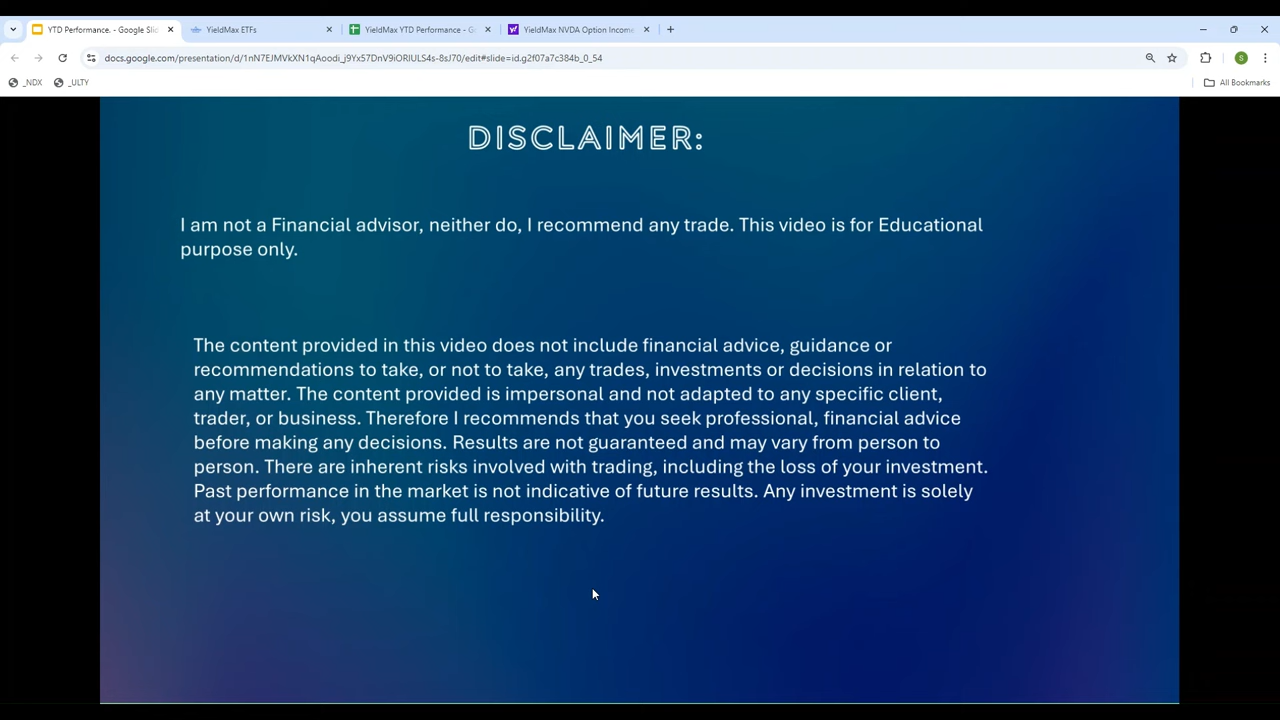 YTD Performance. - Google Slid
YieldMax ETFs
YieldMax YTD Performance - G
YieldMax NVDA Option Income
docs.google.com/presentation/d/1nN7EJMVkXN1qAoodi_j9Yx57DnV9iORIULS4s-8sJ70/edit#slide=id.g2f07a7c384b_0_54
S
_NDX
_ULTY
All Bookmarks
DISCLAIMER:
I am not a Financial advisor, neither do, I recommend any trade. This video is for Educational
purpose only.
The content provided in this video does not include financial advice, guidance or
recommendations to take, or not to take, any trades, investments or decisions in relation to
any matter. The content provided is impersonal and not adapted to any specific client,
trader, or business. Therefore I recommends that you seek professional, financial advice
before making any decisions. Results are not guaranteed and may vary from person to
person. There are inherent risks involved with trading, including the loss of your investment.
Past performance in the market is not indicative of future results. Any investment is solely
at your own risk, you assume full responsibility.